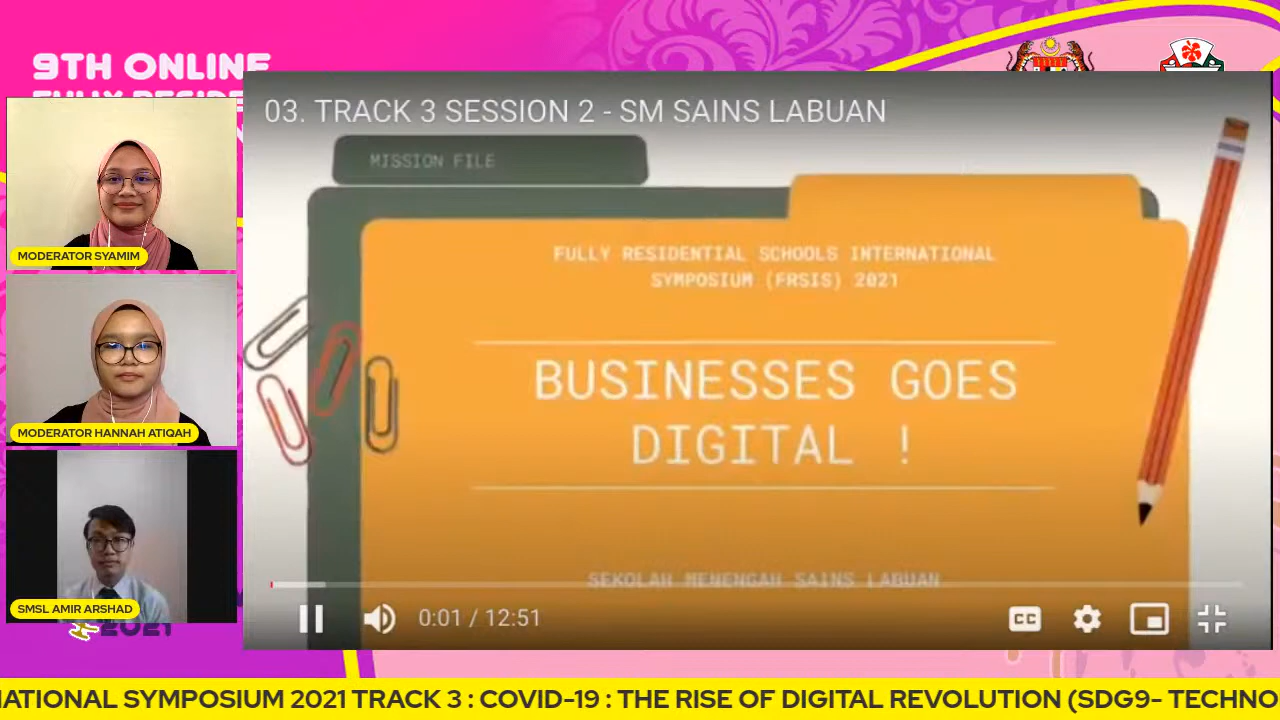 9TH ONLINE
03. TRACK 3 SESSION 2 - SM SAINS LABUAN
MISSION FILE
FULLY RESIDENTIAL SCHOOLS INTERNATIONAL
SYMPOSIUM (FRSIS) 2021
BUSINESSES GOES
DIGITAL !
SEKOLAH MENENGAH SAINS LABUAN
0:01 / 12:51
CC
MODERATOR SYAMIM
MODERATOR HANNAH ATIQAH
SMSL AMIR ARSHAD
2021
NATIONAL SYMPOSIUM 2021 TRACK 3 : COVID-19 : THE RISE OF DIGITAL REVOLUTION (SDG9- TECHNO